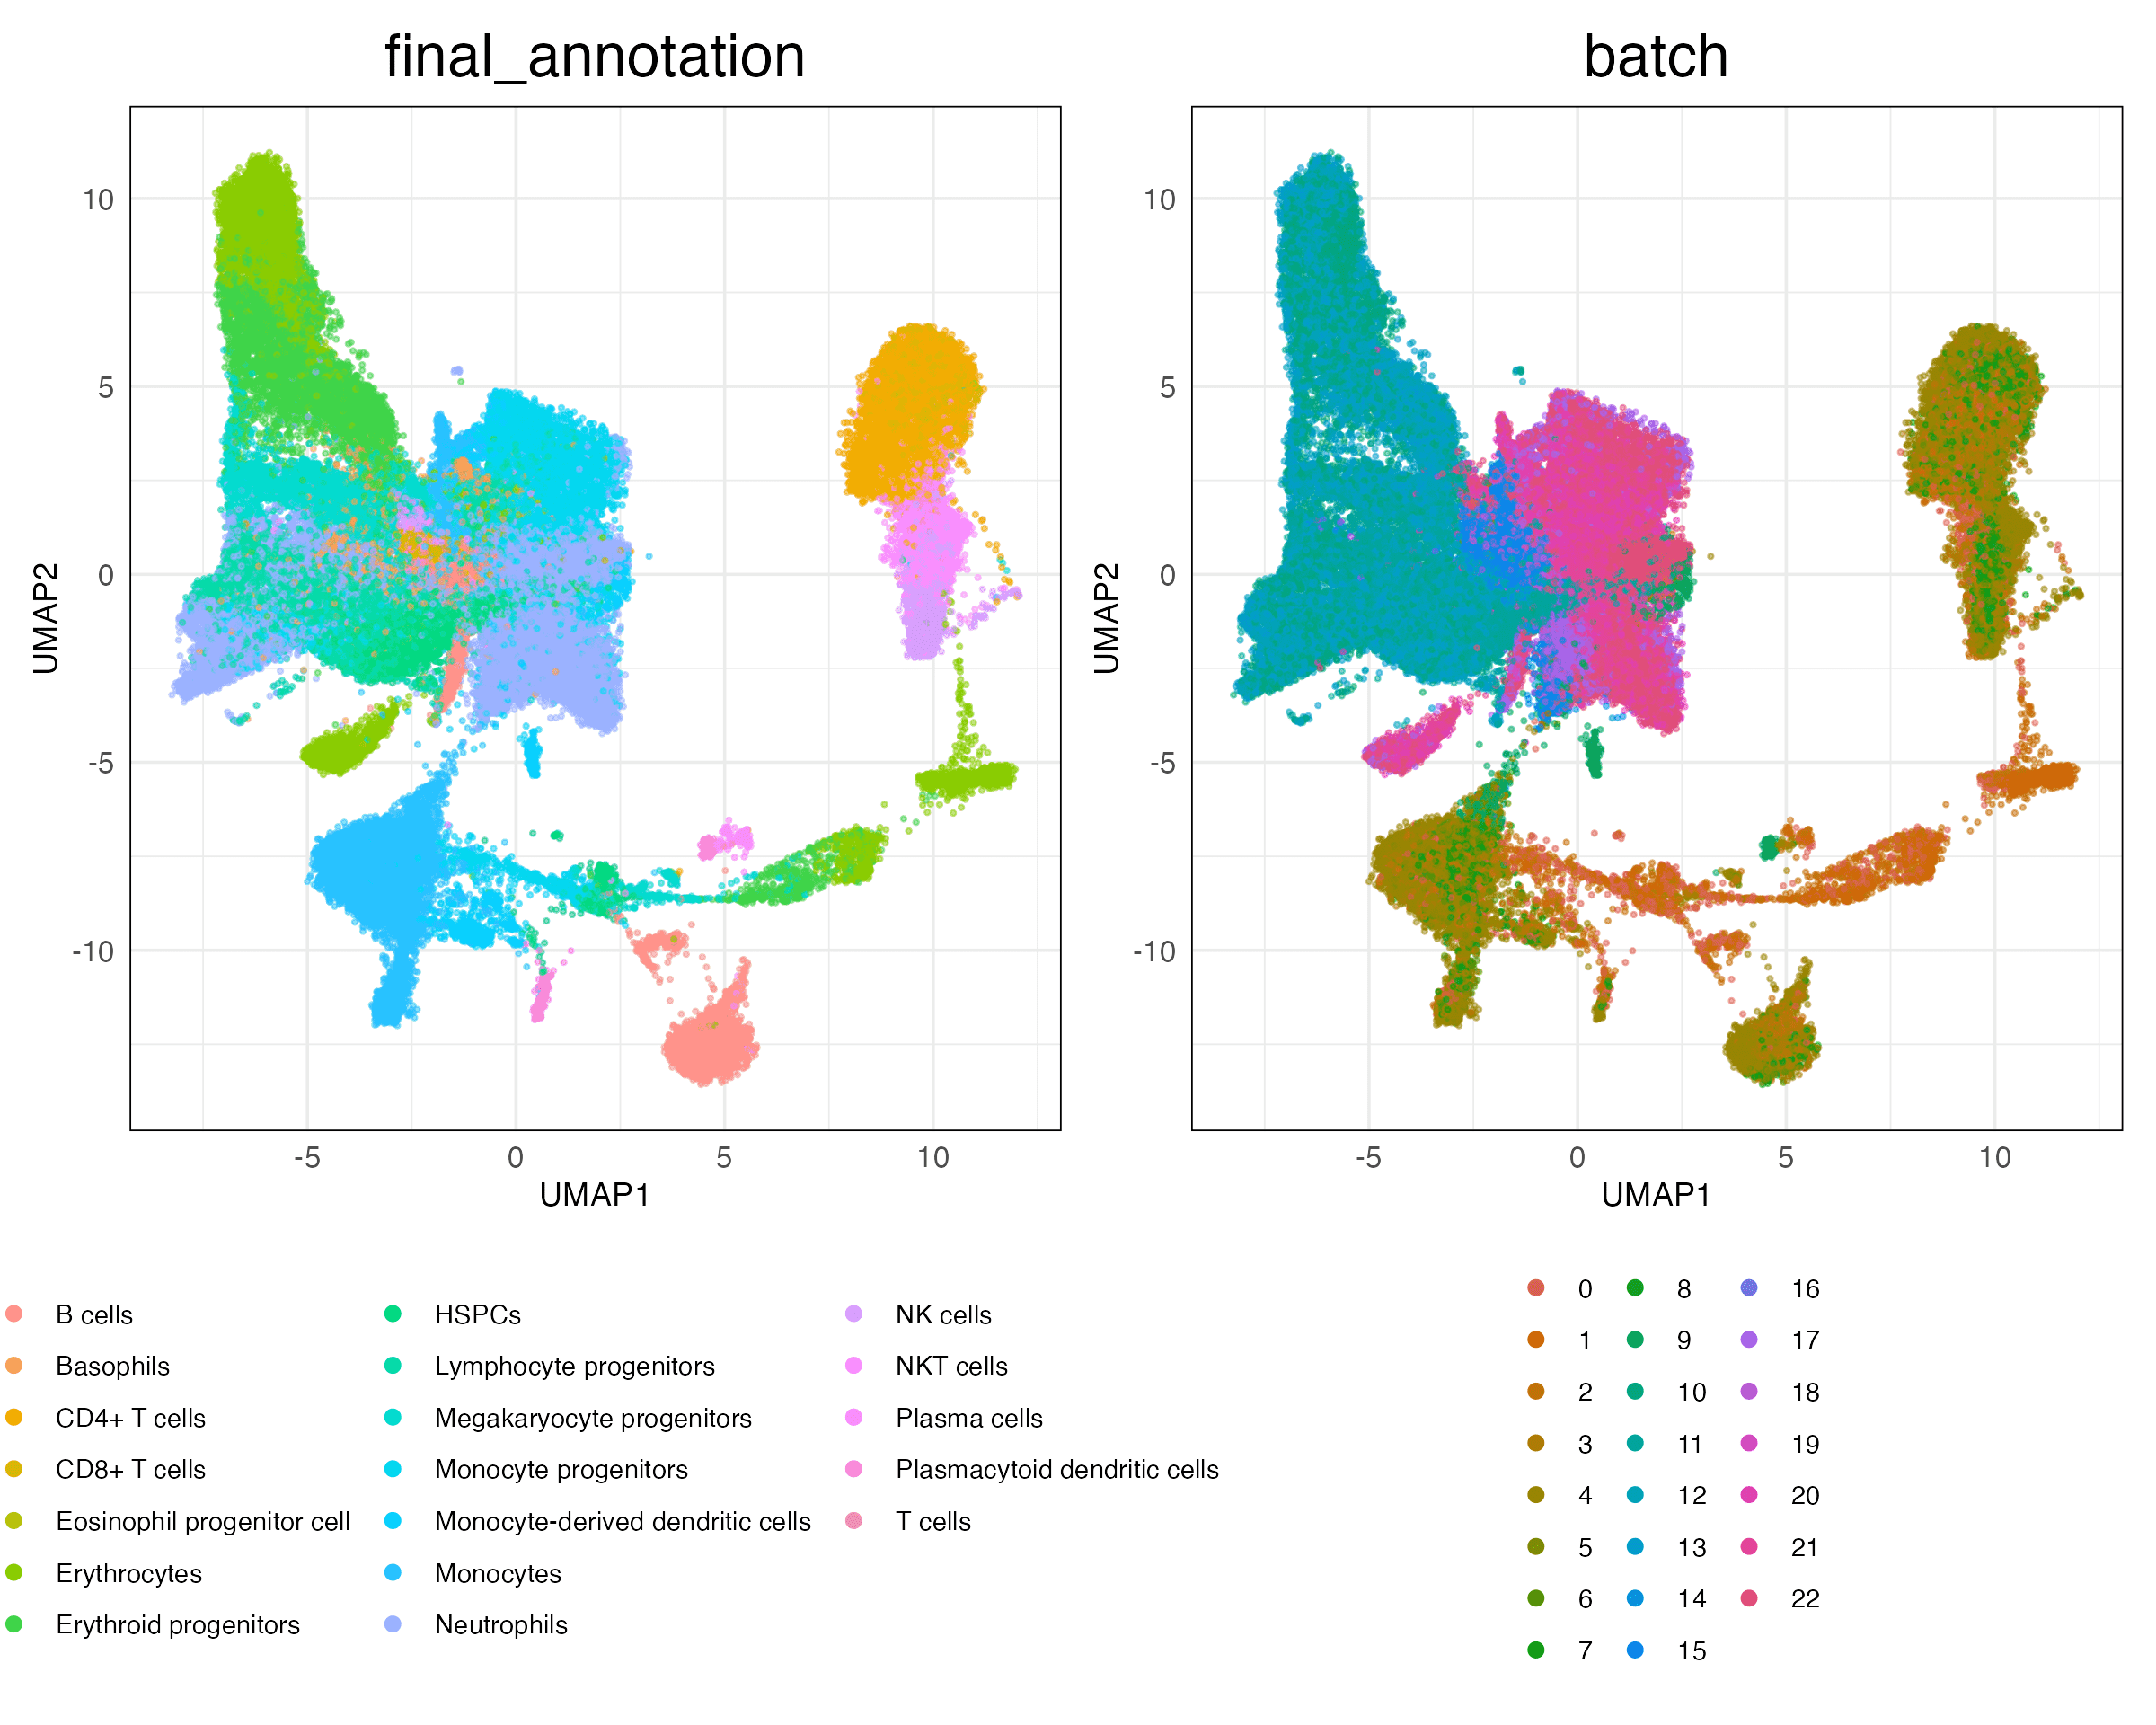 final_annotation
batch
10
5
0
-5
-10
UMAP2
-5
0
5
10
UMAP1
10
5
0
-5
-10
UMAP2
-5
0
5
10
UMAP1
B cells
Basophils
CD4+ T cells
CD8+ T cells
Eosinophil progenitor cell
Erythrocytes
Erythroid progenitors
HSPCs
Lymphocyte progenitors
Megakaryocyte progenitors
Monocyte progenitors
Monocyte-derived dendritic cells
Monocytes
Neutrophils
NK cells
NKT cells
Plasma cells
Plasmacytoid dendritic cells
T cells
0
1
2
3
4
5
6
7
8
9
10
11
12
13
14
15
16
17
18
19
20
21
22